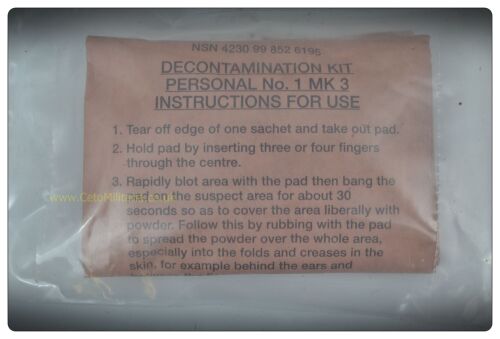 NSN 4230 99 852 6195
DECONTAMINATION KIT
PERSONAL No. 1 MK 3
INSTRUCTIONS FOR USE
1. Tear off edge of one sachet and take out pad.
2. Hold pad by inserting three or four fingers
through the centre.
3. Rapidly blot area with the pad then bang the
pad on the suspect area for about 30
seconds so as to cover the area liberally with
powder. Follow this by rubbing with the pad
to spread the powder over the whole area,
especially into the folds and creases in the
skin, for example behind the ears and